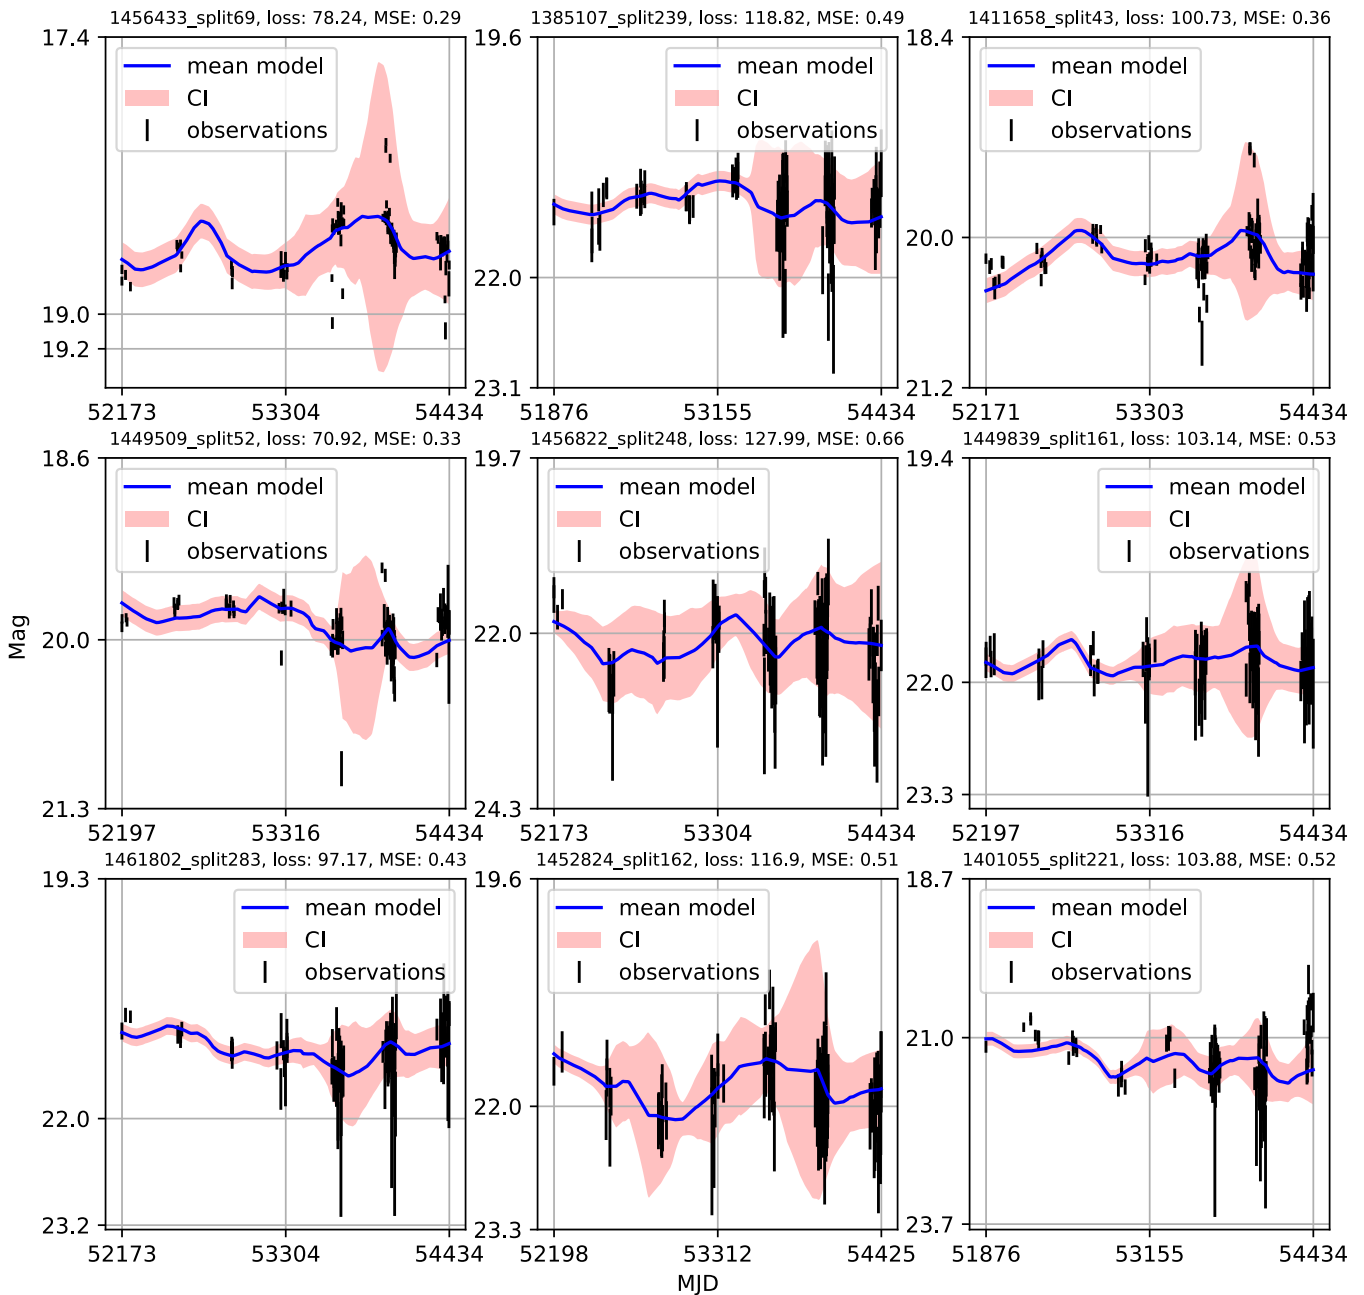 1456433_split69, loss: 78.24, MSE: 0.29
17.4
19.0
19.2
mean model
CI
observations
52173 53304 54434
1385107_split239, loss: 118.82, MSE: 0.49
19.6
22.0
23.1
mean model
CI
observations
51876 53155 54434
1411658_split43, loss: 100.73, MSE: 0.36
18.4
20.0
21.2
mean model
CI
observations
52171 53303 54434
Mag
1449509_split52, loss: 70.92, MSE: 0.33
18.6
20.0
21.3
mean model
CI
observations
52197 53316 54434
1456822_split248, loss: 127.99, MSE: 0.66
19.7
22.0
24.3
mean model
CI
observations
52173 53304 54434
1449839_split161, loss: 103.14, MSE: 0.53
19.4
22.0
23.3
mean model
CI
observations
52197 53316 54434
1461802_split283, loss: 97.17, MSE: 0.43
19.3
22.0
23.2
mean model
CI
observations
52173 53304 54434
1452824_split162, loss: 116.9, MSE: 0.51
19.6
22.0
23.3
mean model
CI
observations
52198 53312 54425
1401055_split221, loss: 103.88, MSE: 0.52
18.7
21.0
23.7
mean model
CI
observations
51876 53155 54434
MJD